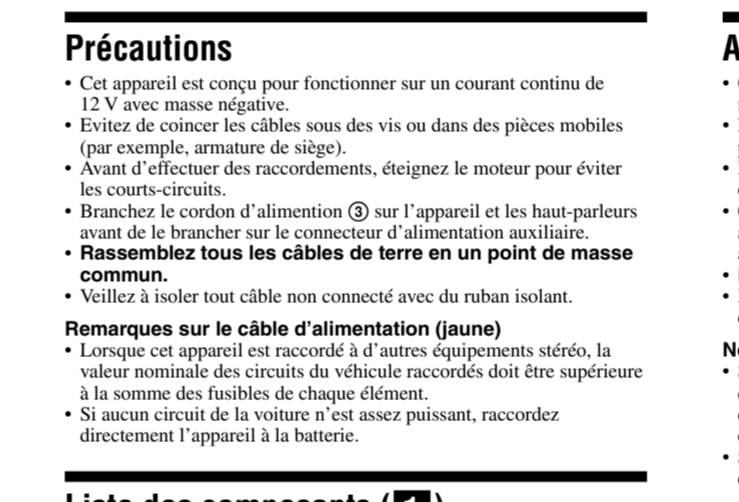 Précautions
• Cet appareil est conçu pour fonctionner sur un courant continu de
12 V avec masse négative.
• Evitez de coincer les câbles sous des vis ou dans des pièces mobiles
(par exemple, armature de siège).
• Avant d'effectuer des raccordements, éteignez le moteur pour éviter
les courts-circuits.
• Branchez le cordon d'alimention ③ sur l'appareil et les haut-parleurs
avant de le brancher sur le connecteur d'alimentation auxiliaire.
• Rassemblez tous les câbles de terre en un point de masse
commun.
• Veillez à isoler tout câble non connecté avec du ruban isolant.
Remarques sur le câble d'alimentation (jaune)
• Lorsque cet appareil est raccordé à d'autres équipements stéréo, la
valeur nominale des circuits du véhicule raccordés doit être supérieure
à la somme des fusibles de chaque élément.
• Si aucun circuit de la voiture n'est assez puissant, raccordez
directement l'appareil à la batterie.
Liste des composants (1)